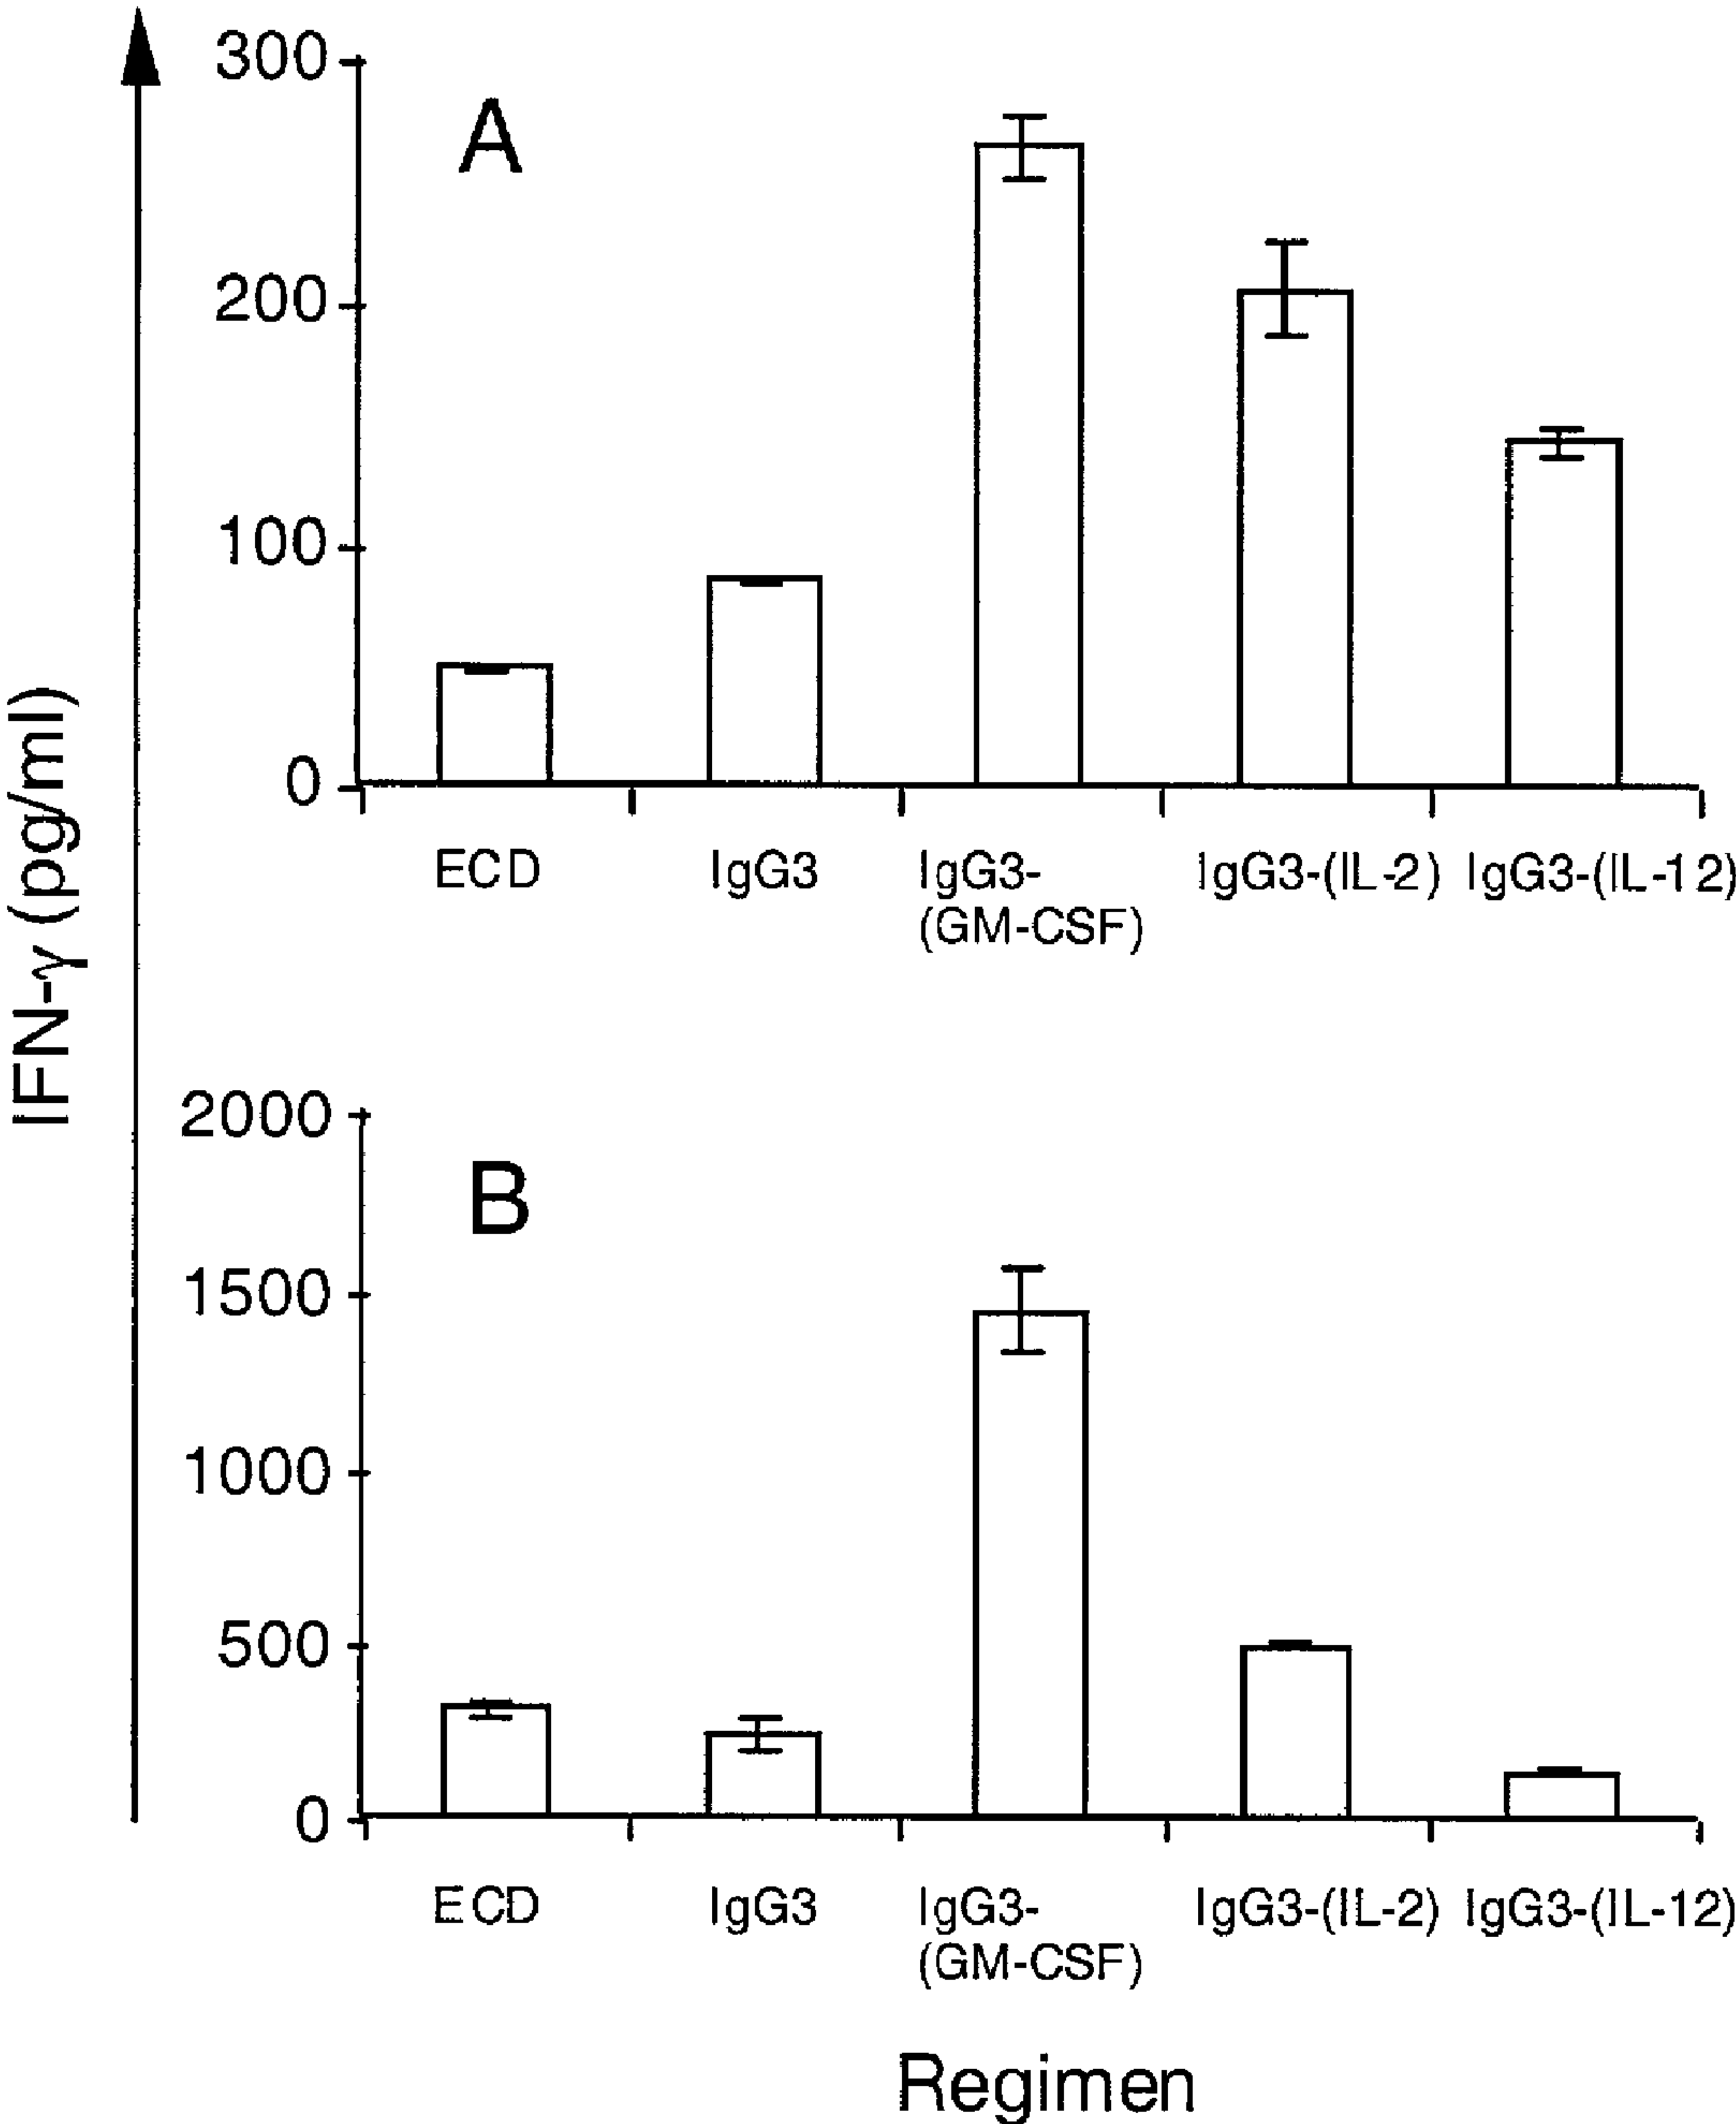 IFN-γ (pg/ml)
A
300
200
100
0
ECD
IgG3
IgG3-
(GM-CSF)
IgG3-(IL-2)
IgG3-(IL-12)
B
2000
1500
1000
500
0
ECD
IgG3
IgG3-
(GM-CSF)
IgG3-(IL-2)
IgG3-(IL-12)
Regimen